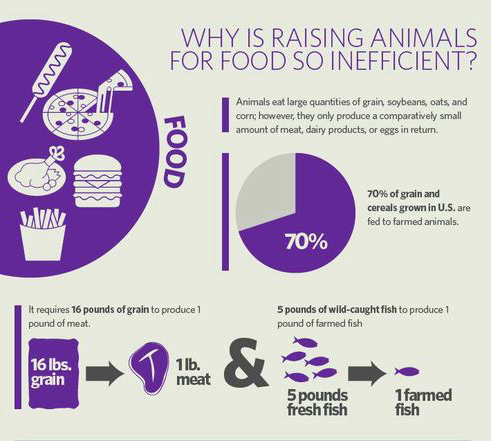 WHY IS RAISING ANIMALS
FOR FOOD SO INEFFICIENT?
FOOD
Animals eat large quantities of grain, soybeans, oats, and
corn; however, they only produce a comparatively small
amount of meat, dairy products, or eggs in return.
70%
70% of grain and
cereals grown in U.S. are
fed to farmed animals.
It requires 16 pounds of grain to produce 1
pound of meat.
16 lbs.
grain
1 lb.
meat
&
5 pounds of wild-caught fish to produce 1
pound of farmed fish
5 pounds
fresh fish
1 farmed
fish